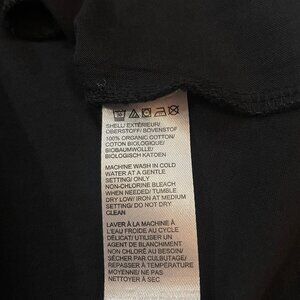 SHELL/ EXTÉRIEUR/
OBERSTOFF/ BOVENSTOF
100% ORGANIC COTTON/
COTON BIOLOGIQUE/
BIOBAUMWOLLE/
BIOLOGISCH KATOEN
MACHINE WASH IN COLD
WATER AT A GENTLE
SETTING/ ONLY
NON-CHLORINE BLEACH
WHEN NEEDED/ TUMBLE
DRY LOW/ IRON AT MEDIUM
SETTING/ DO NOT DRY
CLEAN
LAVER À LA MACHINE À
L'EAU FROIDE AU CYCLE
DÉLICAT/ UTILISER UN
AGENT DE BLANCHIMENT
NON CHLORÉ AU BESOIN/
SÉCHER PAR CULBUTAGE/
REPASSER À TEMPÉRATURE
MOYENNE/ NE PAS
NETTOYER À SEC